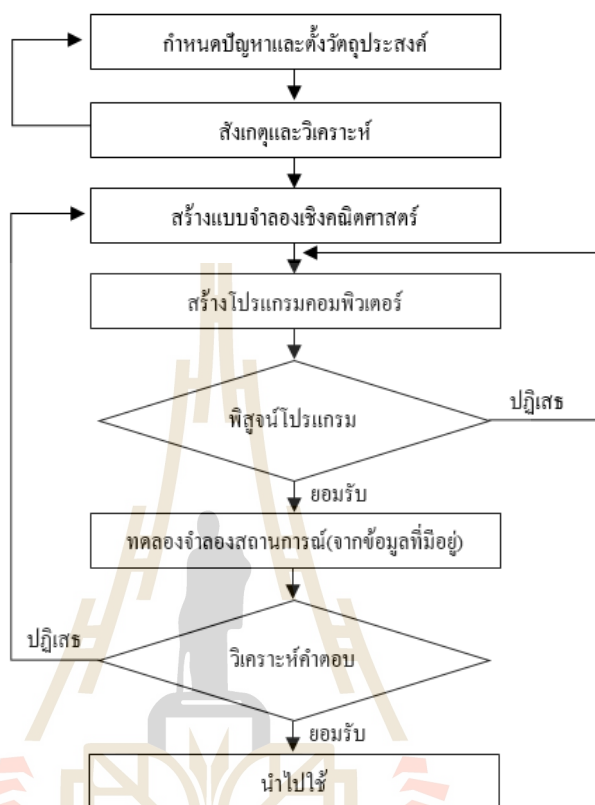 กำหนดปัญหาและตั้งวัตถุประสงค์
สังเกตุและวิเคราะห์
สร้างแบบจำลองเชิงคณิตศาสตร์
สร้างโปรแกรมคอมพิวเตอร์
พิสูจน์โปรแกรม
ปฏิเสธ
ยอมรับ
ทดลองจำลองสถานการณ์(จากข้อมูลที่มีอยู่)
ปฏิเสธ
วิเคราะห์คำตอบ
ยอมรับ
นำไปใช้